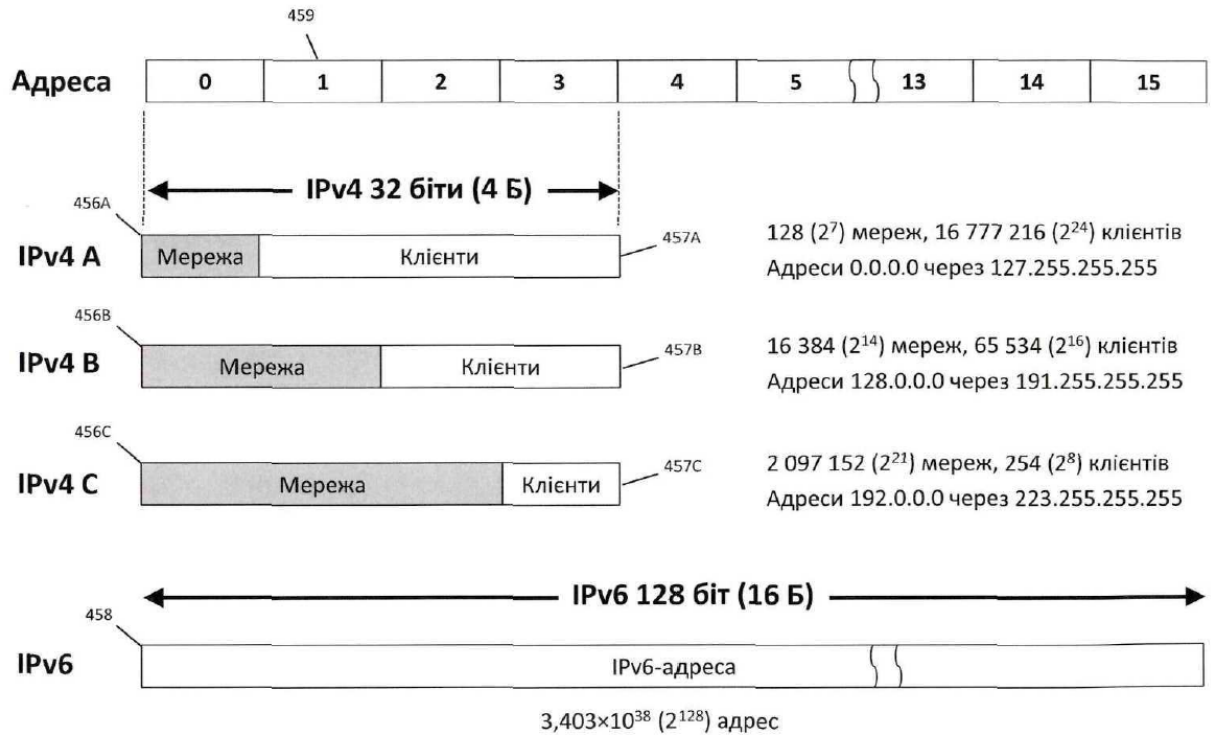 459
Адреса 0 1 2 3 4 5 13 14 15
IPv4 32 біти (4 Б)
456A
IPv4 A Мережа Клієнти 457A
128 (2⁷) мереж, 16 777 216 (2²⁴) клієнтів
Адреси 0.0.0.0 через 127.255.255.255
456B
IPv4 B Мережа Клієнти 457B
16 384 (2¹⁴) мереж, 65 534 (2¹⁶) клієнтів
Адреси 128.0.0.0 через 191.255.255.255
456C
IPv4 C Мережа Клієнти 457C
2 097 152 (2²¹) мереж, 254 (2⁸) клієнтів
Адреси 192.0.0.0 через 223.255.255.255
IPv6 128 біт (16 Б)
458
IPv6 IPv6-адреса
3,403×10³⁸ (2¹²⁸) адрес